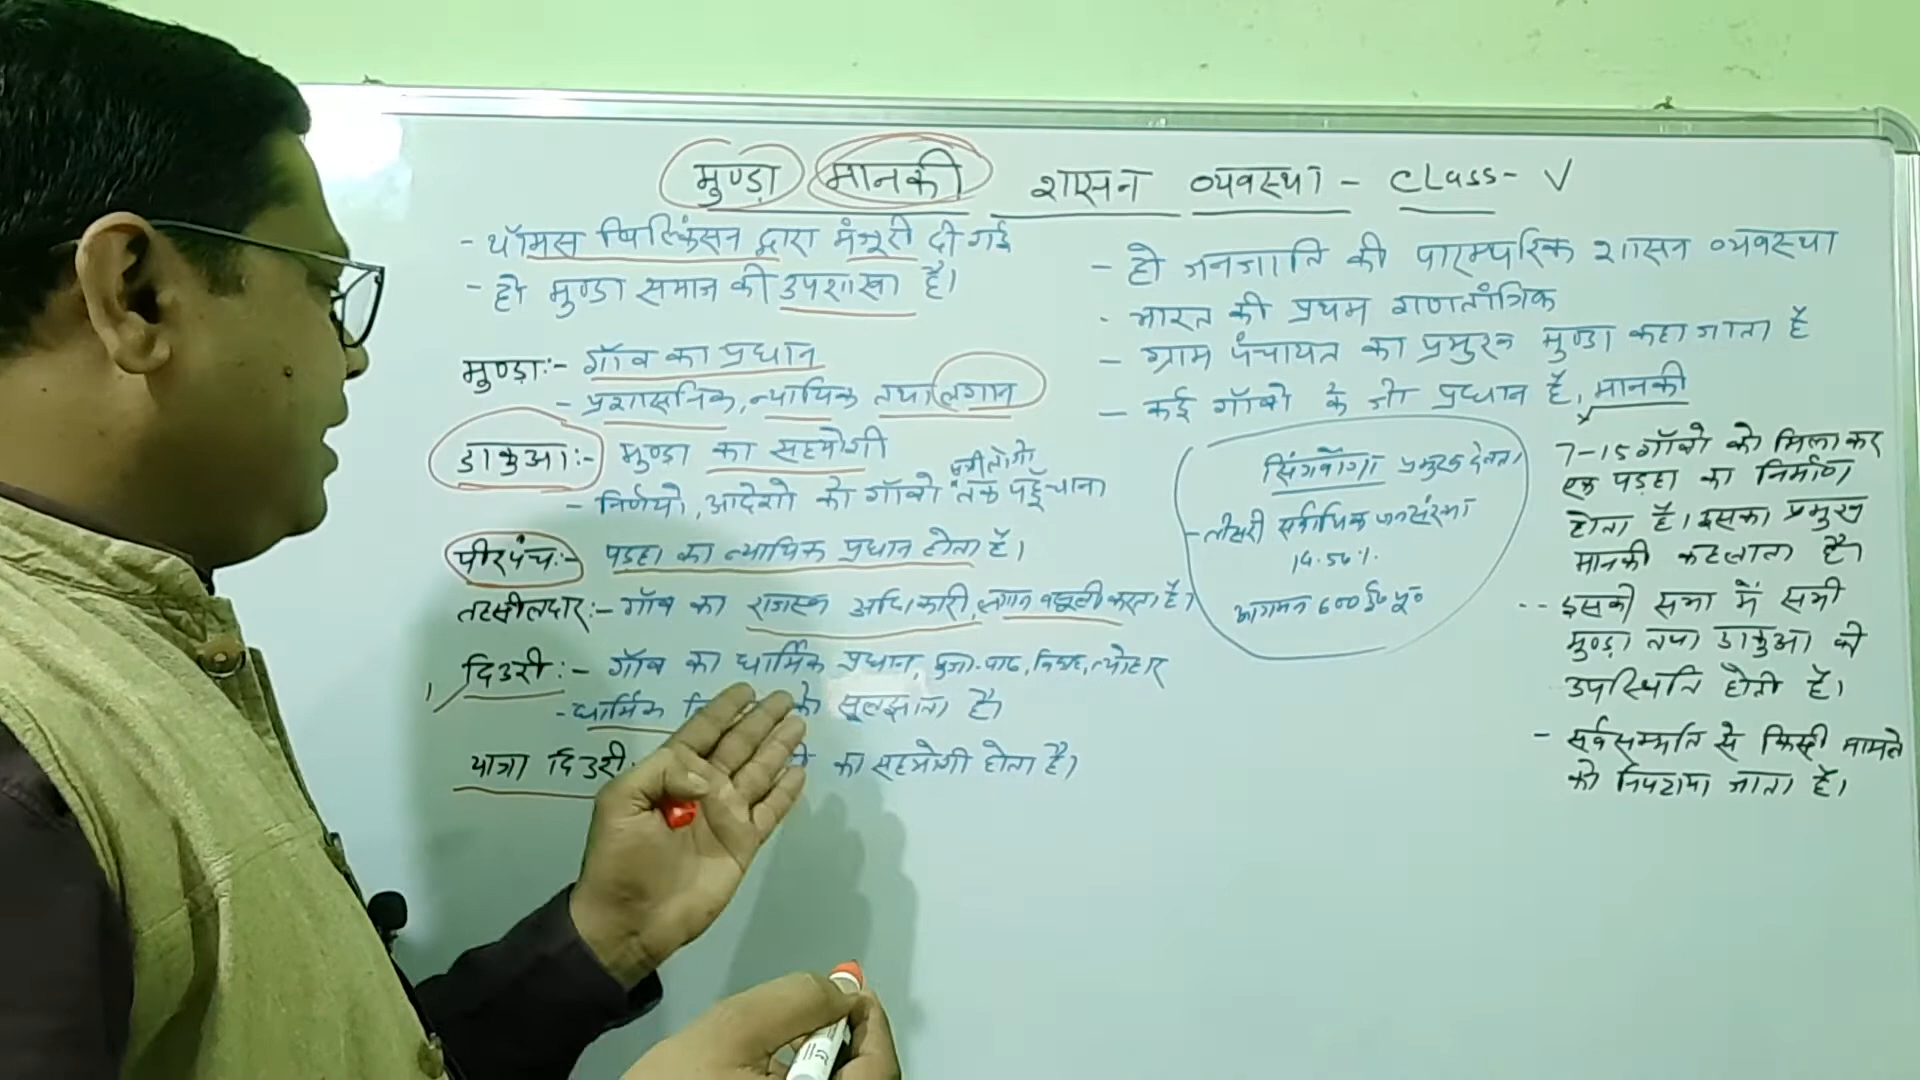 मुण्डा मानकी शासन व्यवस्था - CLASS - V
- थॉमस विल्किंसन द्वारा मंजूरी दी गई
- हो मुण्डा समाज की उपशाखा है।
मुण्डा:- गाँव का प्रधान
- प्रशासनिक, न्यायिक तथा लगान
डाकुआ:- मुण्डा का सहयोगी
- निर्णयो, आदेशो को गाँवो तक पहुँचाना
पीरपंच:- पड़हा का न्यायिक प्रधान होता है।
तहसीलदार:- गाँव का राजस्व अधिकारी, लगान वसूली करता है।
दिउरी:- गाँव का धार्मिक प्रधान, पुजा-पाठ, विवाह, त्योहार
- धार्मिक को सुलझाता है।
यात्रा दिउरी: का सहयोगी होता है।
- हो जनजाति की पारम्परिक शासन व्यवस्था
- भारत की प्रथम गणतांत्रिक
- ग्राम पंचायत का प्रमुख मुण्डा कहा जाता है
- कई गाँवो के जो प्रधान है, मानकी
सिंगबोंगा प्रमुख देवता
- तीसरी सर्वाधिक जनसंख्या
14.56%
आगमन 600 ई० पू०
7-15 गाँवो को मिलाकर
एक पड़हा का निर्माण
होता है। इसका प्रमुख
मानकी कहलाता है।
-- इसकी सभा में सभी
मुण्डा तथा डाकुआ की
उपस्थिति होती है।
- सर्वसम्मति से किसी मामले
को निपटाया जाता है।